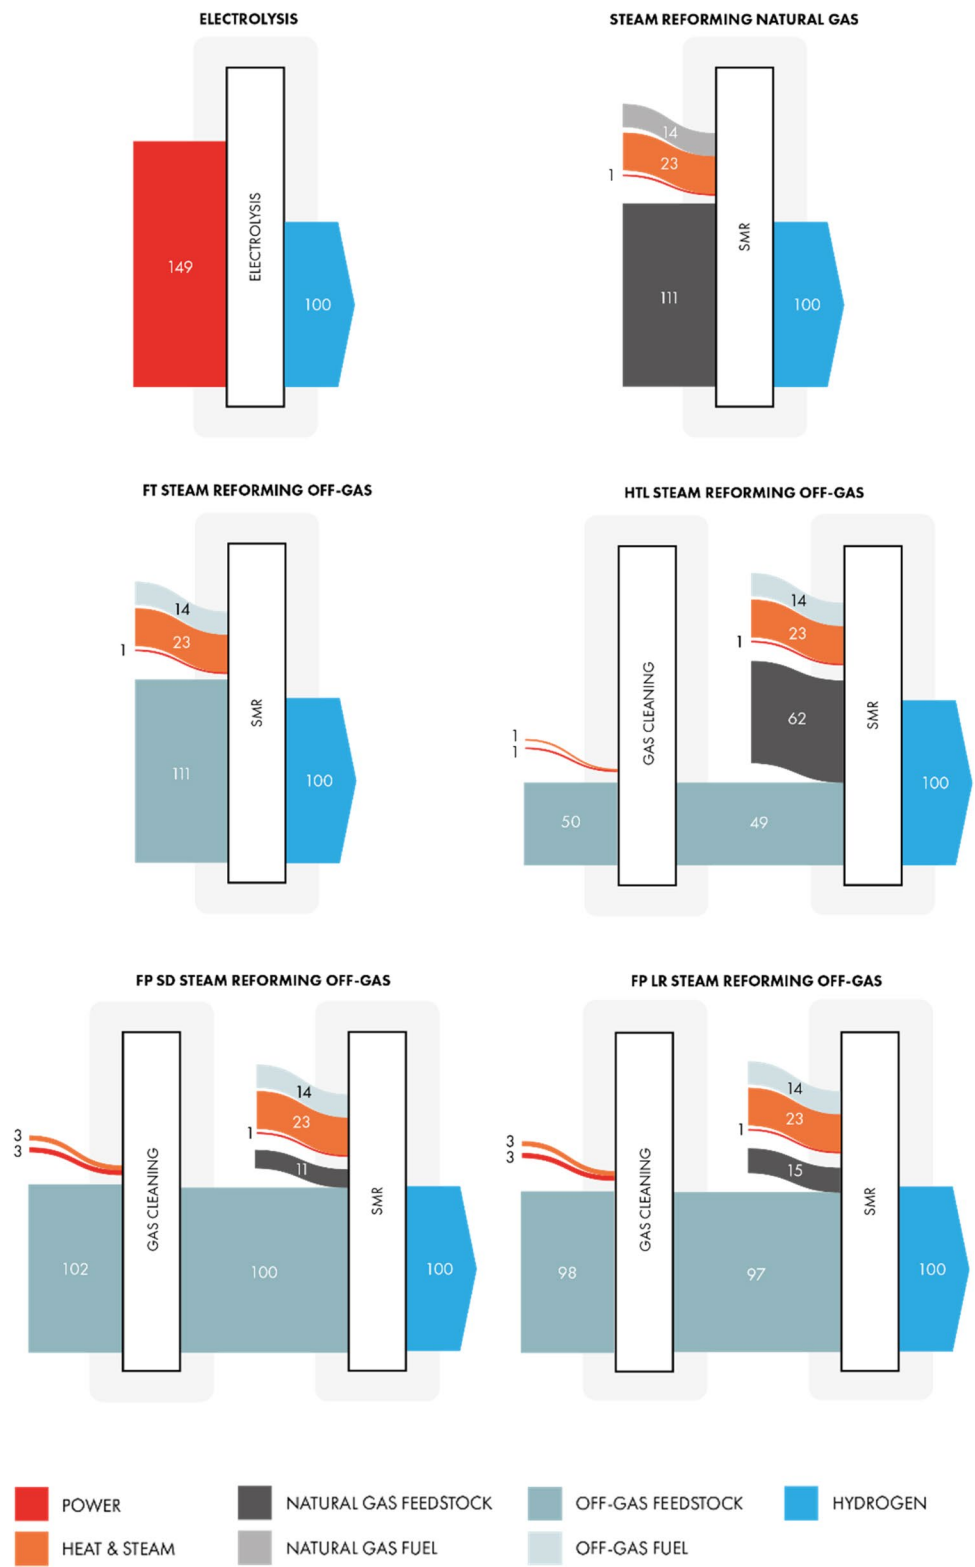 ELECTROLYSIS
149
ELECTROLYSIS
100
STEAM REFORMING NATURAL GAS
14
23
1
111
SMR
100
FT STEAM REFORMING OFF-GAS
14
23
1
111
SMR
100
HTL STEAM REFORMING OFF-GAS
1
1
50
GAS CLEANING
49
14
23
1
62
SMR
100
FP SD STEAM REFORMING OFF-GAS
3
3
102
GAS CLEANING
100
14
23
1
11
SMR
100
FP LR STEAM REFORMING OFF-GAS
3
3
98
GAS CLEANING
97
14
23
1
15
SMR
100
POWER
NATURAL GAS FEEDSTOCK
OFF-GAS FEEDSTOCK
HYDROGEN
HEAT & STEAM
NATURAL GAS FUEL
OFF-GAS FUEL